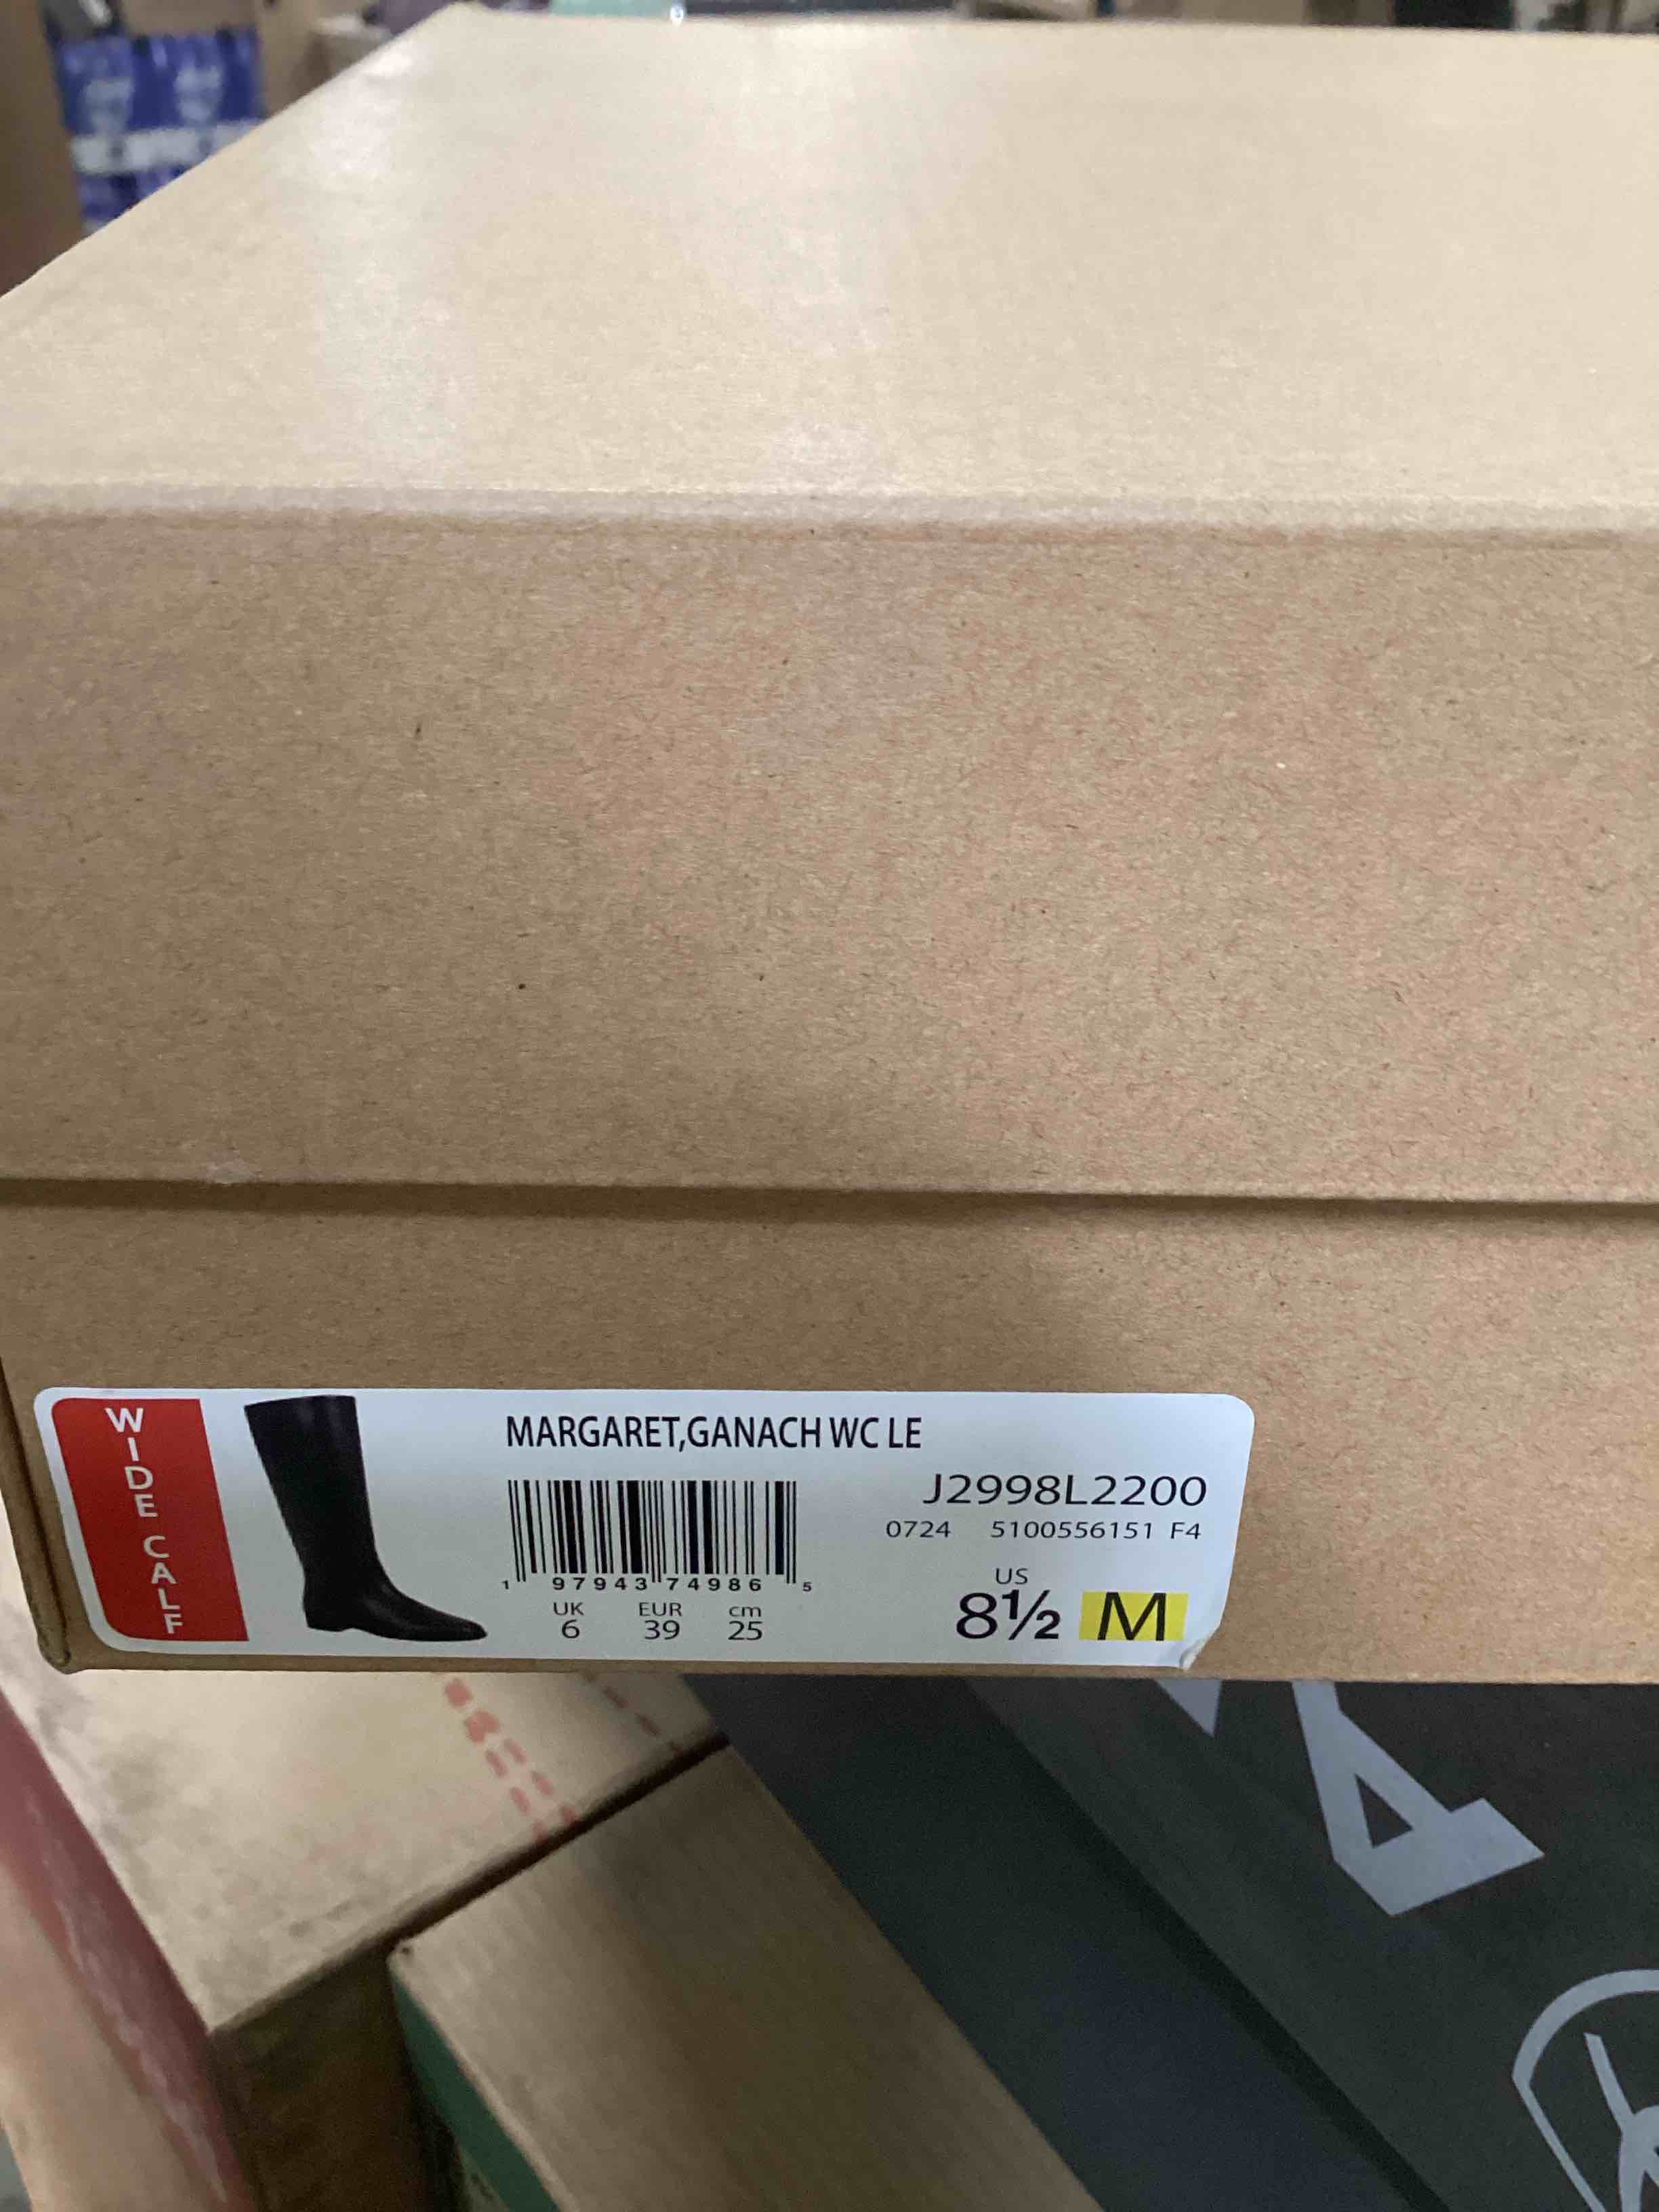 WIDE CALF
MARGARET,GANACH WC LE
J2998L2200
0724 5100556151 F4
1 97943 74986 5
UK EUR cm
6 39 25
US
8½ M